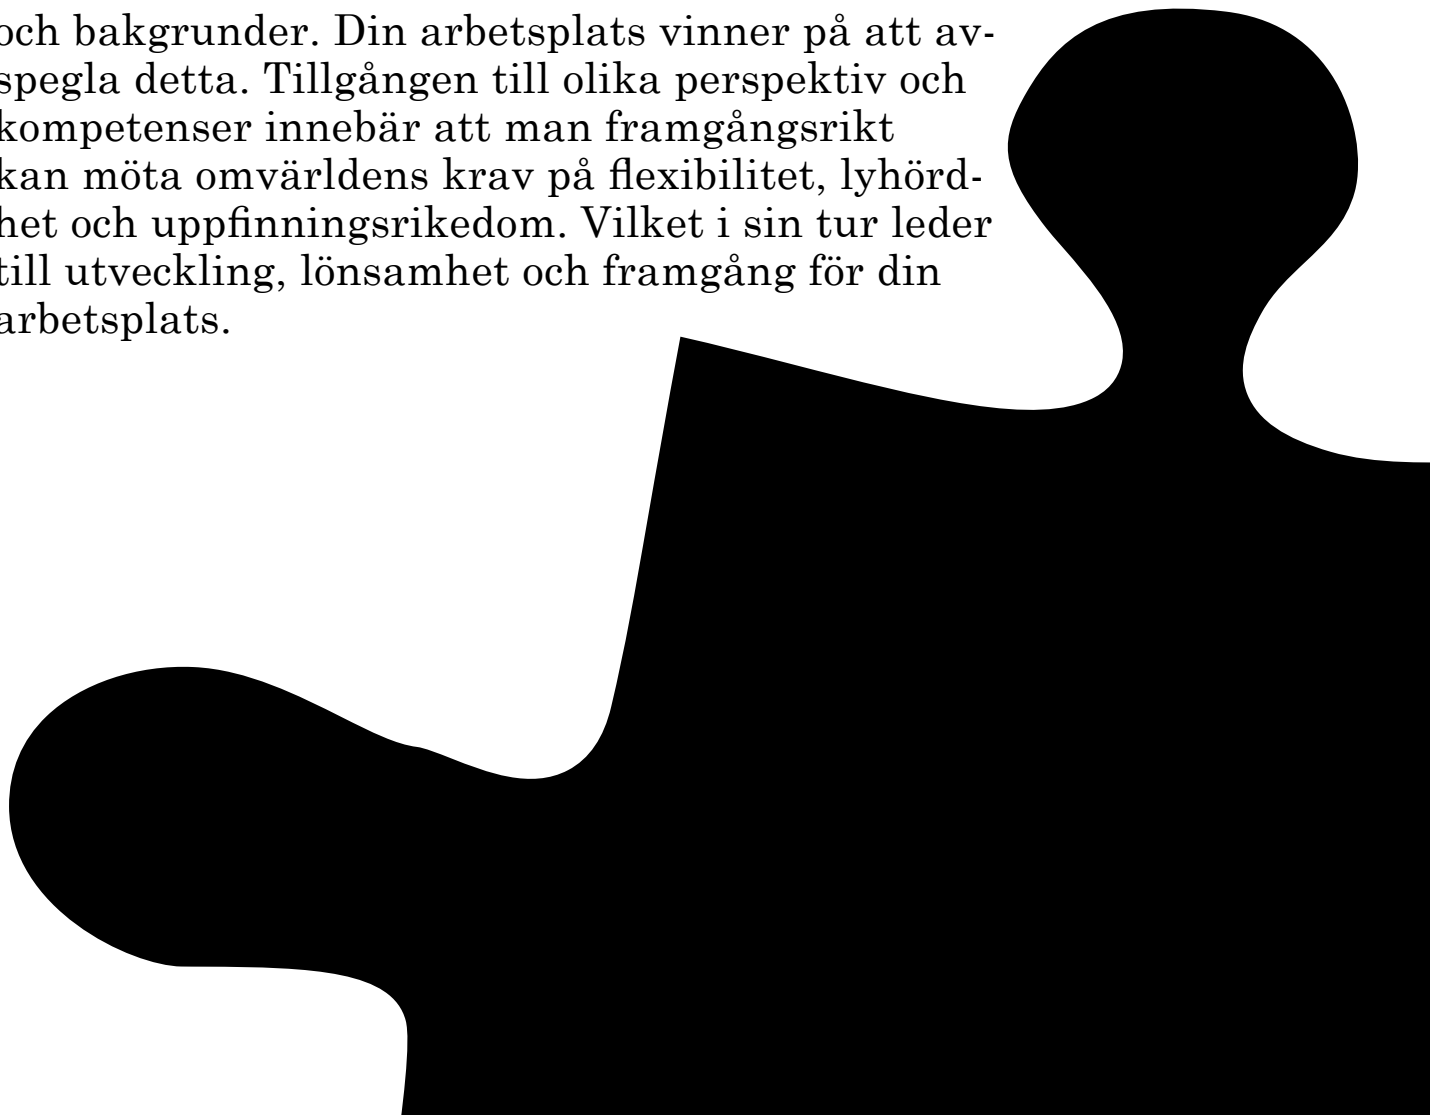 och bakgrunder. Din arbetsplats vinner på att av-
spegla detta. Tillgången till olika perspektiv och
kompetenser innebär att man framgångsrikt
kan möta omvärldens krav på flexibilitet, lyhörd-
het och uppfinningsrikedom. Vilket i sin tur leder
till utveckling, lönsamhet och framgång för din
arbetsplats.